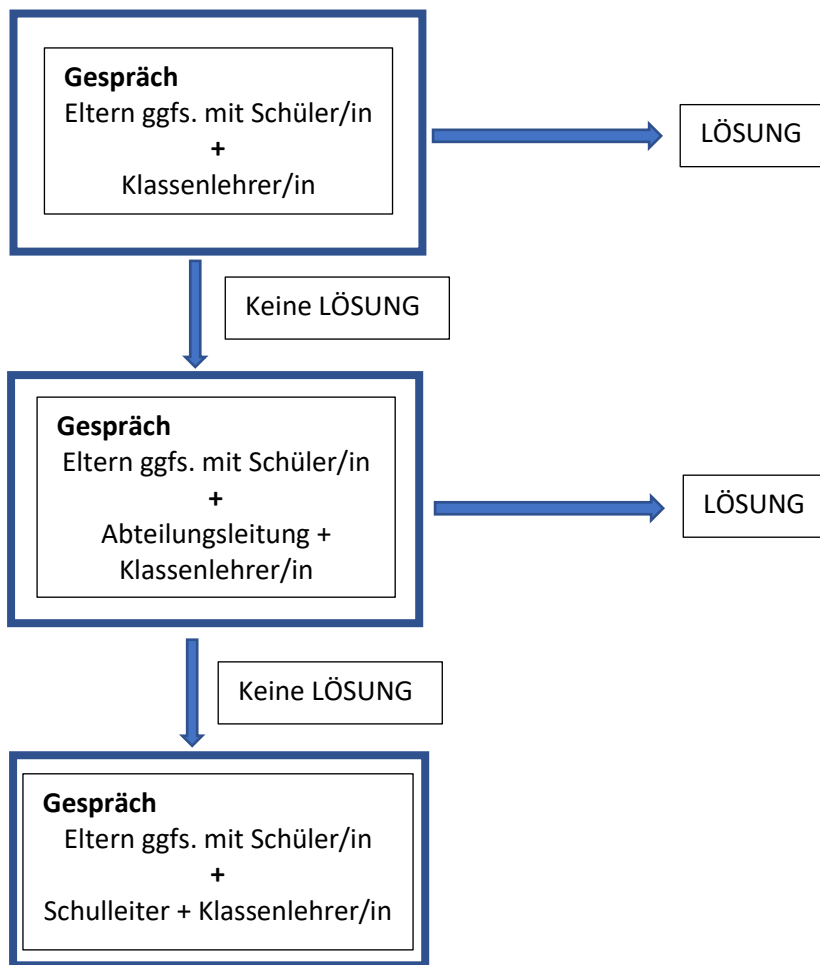 Gespräch
Eltern ggfs. mit Schüler/in
+
Klassenlehrer/in
LÖSUNG
Keine LÖSUNG
Gespräch
Eltern ggfs. mit Schüler/in
+
Abteilungsleitung +
Klassenlehrer/in
LÖSUNG
Keine LÖSUNG
Gespräch
Eltern ggfs. mit Schüler/in
+
Schulleiter + Klassenlehrer/in